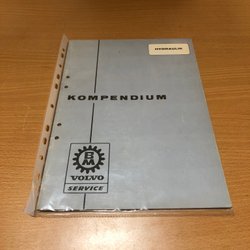 HYDRAULIK
KOMPENDIUM
BM
VOLVO
SERVICE